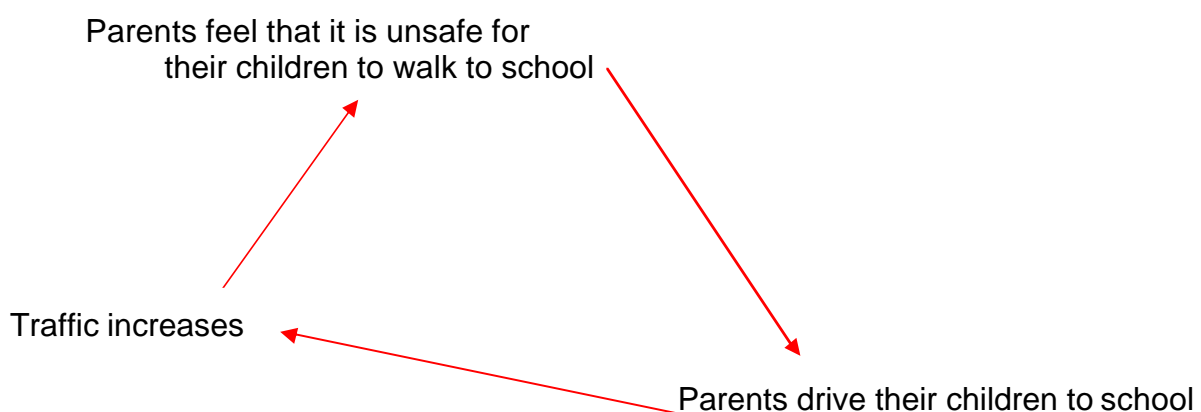 Parents feel that it is unsafe for
their children to walk to school
Traffic increases
Parents drive their children to school